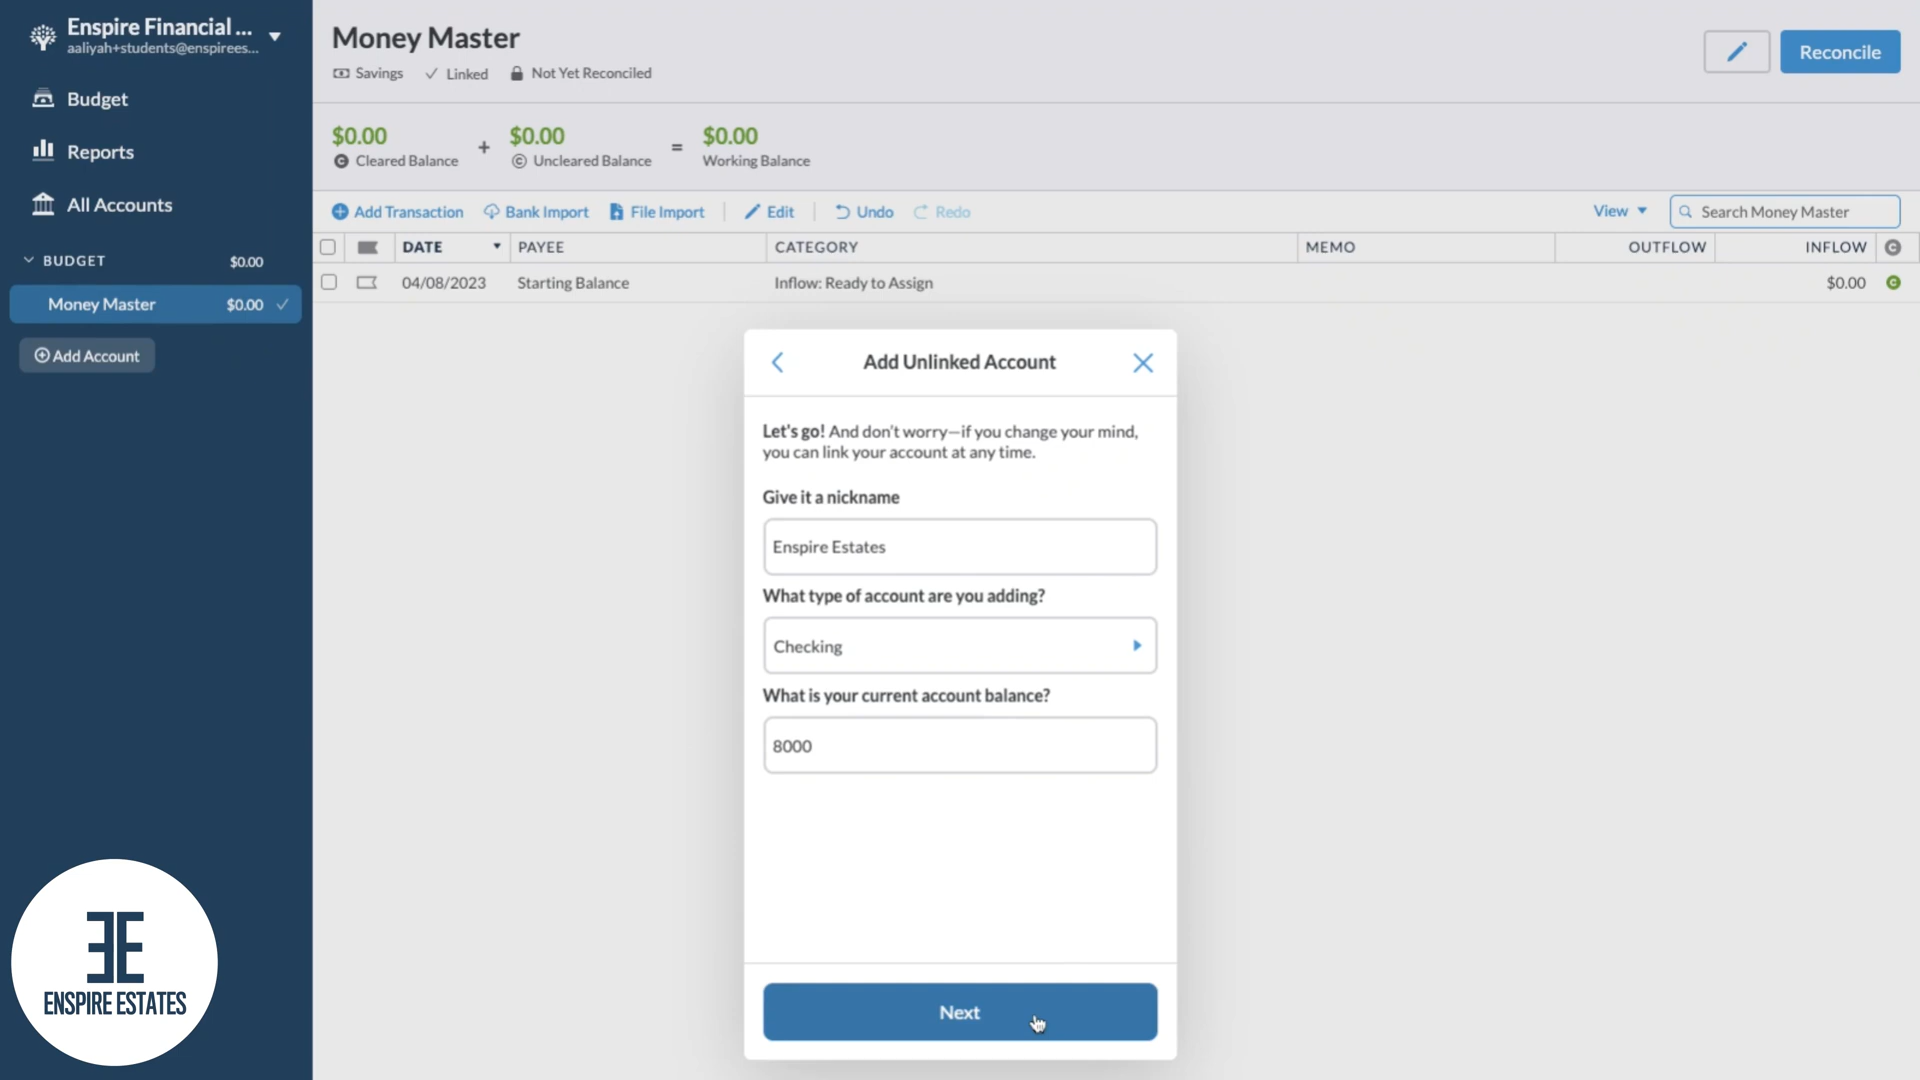 Enspire Financial ...
aaliyah+students@enspirees...
Budget
Reports
All Accounts
BUDGET $0.00
Money Master $0.00
Add Account
ENSPIRE ESTATES
Money Master
Savings Linked Not Yet Reconciled
Reconcile
$0.00 + $0.00 = $0.00
Cleared Balance Uncleared Balance Working Balance
Add Transaction Bank Import File Import Edit Undo Redo View Search Money Master
DATE PAYEE CATEGORY MEMO OUTFLOW INFLOW C
04/08/2023 Starting Balance Inflow: Ready to Assign $0.00 C
Add Unlinked Account
Let's go! And don't worry—if you change your mind,
you can link your account at any time.
Give it a nickname
Enspire Estates
What type of account are you adding?
Checking
What is your current account balance?
8000
Next